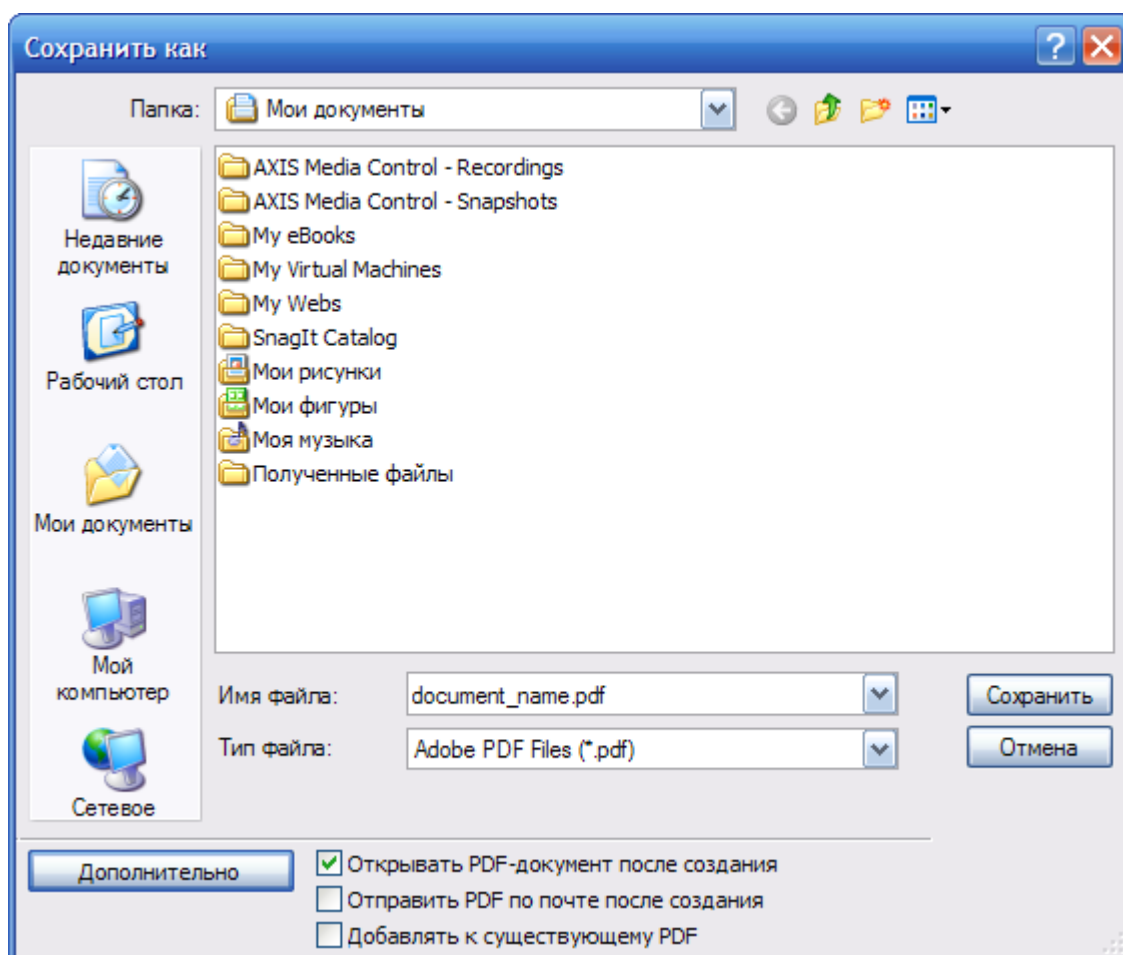 Сохранить как
Папка:
Мои документы
Недавние
документы
Рабочий стол
Мои документы
Мой
компьютер
Сетевое
AXIS Media Control - Recordings
AXIS Media Control - Snapshots
My eBooks
My Virtual Machines
My Webs
SnagIt Catalog
Мои рисунки
Мои фигуры
Моя музыка
Полученные файлы
Имя файла:
document_name.pdf
Сохранить
Тип файла:
Adobe PDF Files (*.pdf)
Отмена
Дополнительно
Открывать PDF-документ после создания
Отправить PDF по почте после создания
Добавлять к существующему PDF